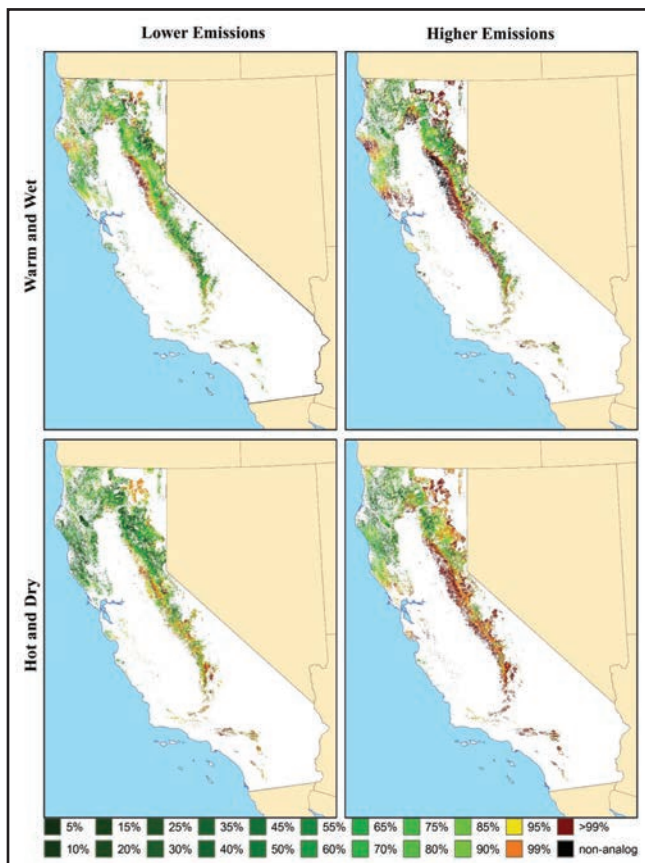 Lower Emissions Higher Emissions
Warm and Wet
Hot and Dry
5% 15% 25% 35% 45% 55% 65% 75% 85% 95% >99%
10% 20% 30% 40% 50% 60% 70% 80% 90% 99% non-analog